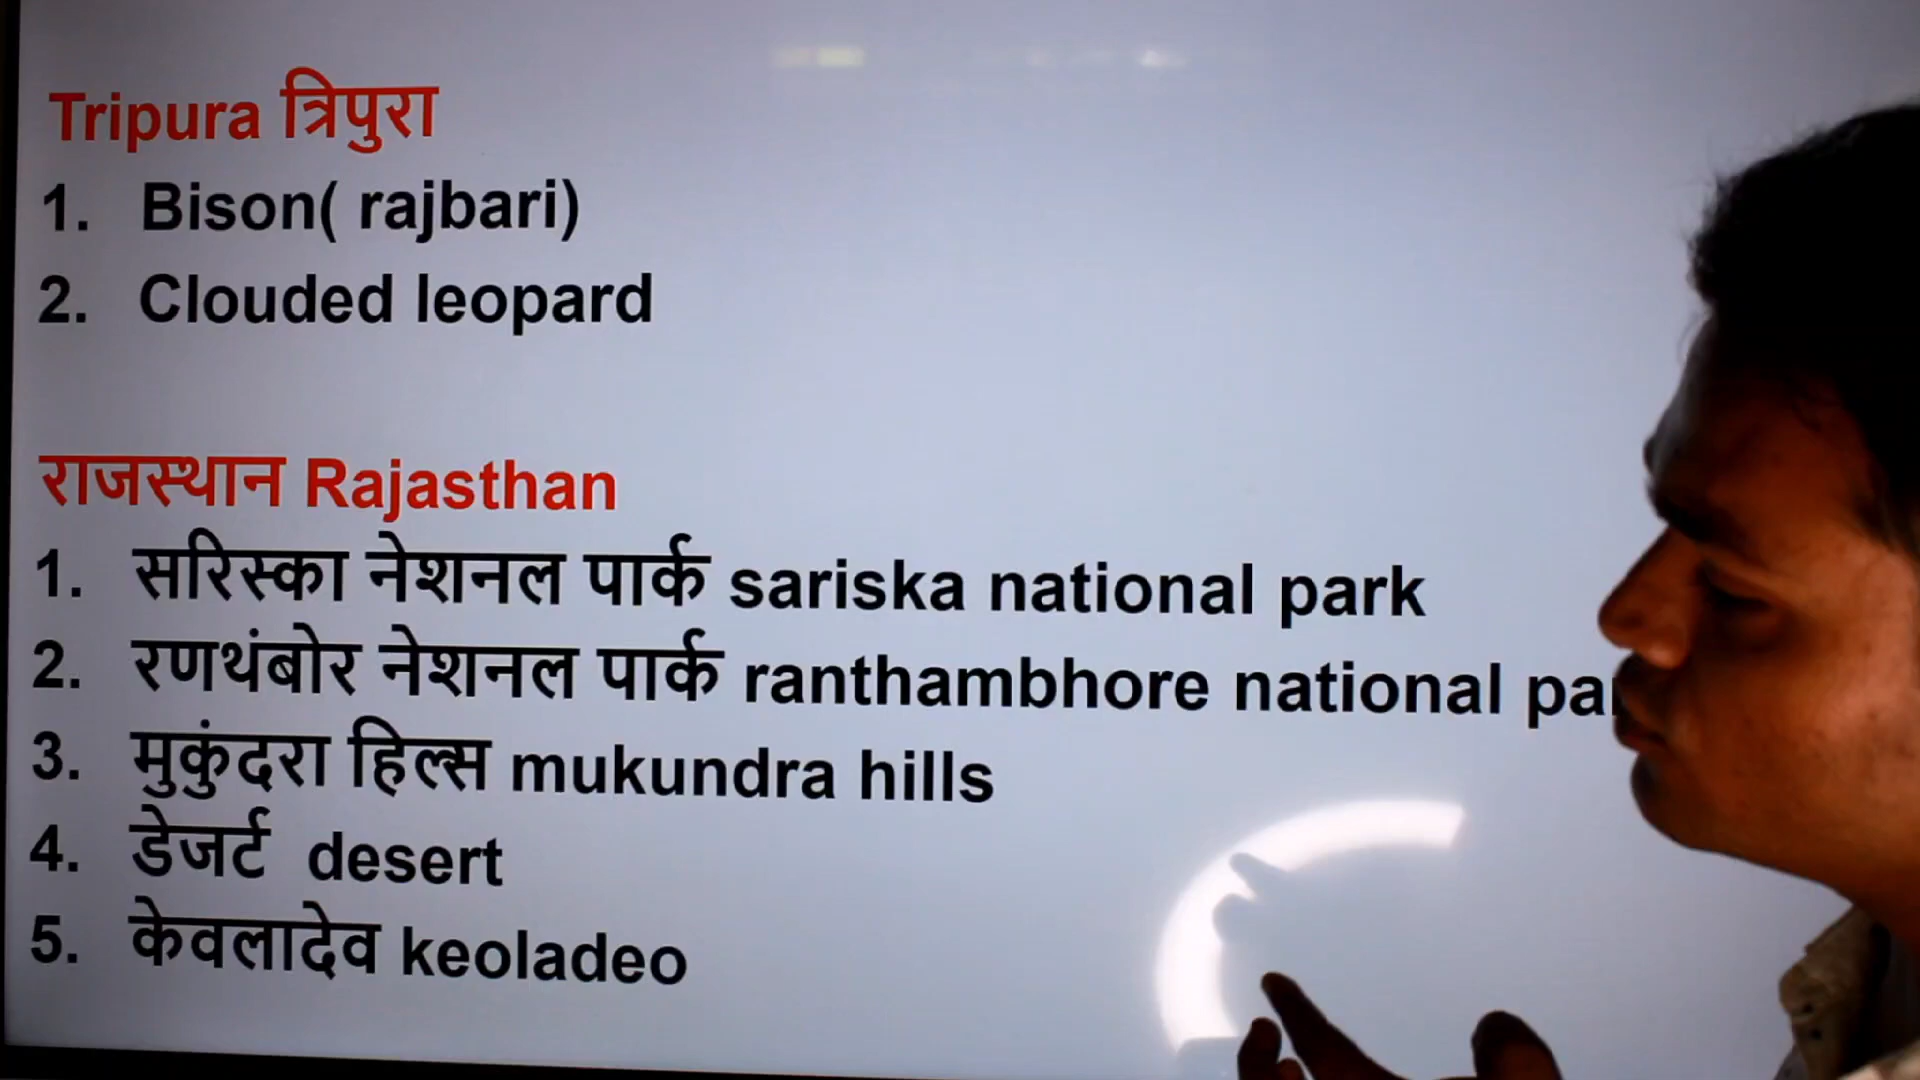 Tripura त्रिपुरा
1. Bison( rajbari)
2. Clouded leopard
राजस्थान Rajasthan
1. सरिस्का नेशनल पार्क sariska national park
2. रणथंबोर नेशनल पार्क ranthambhore national
3. मुकुंदरा हिल्स mukundra hills
4. डेजर्ट desert
5. केवलादेव keoladeo